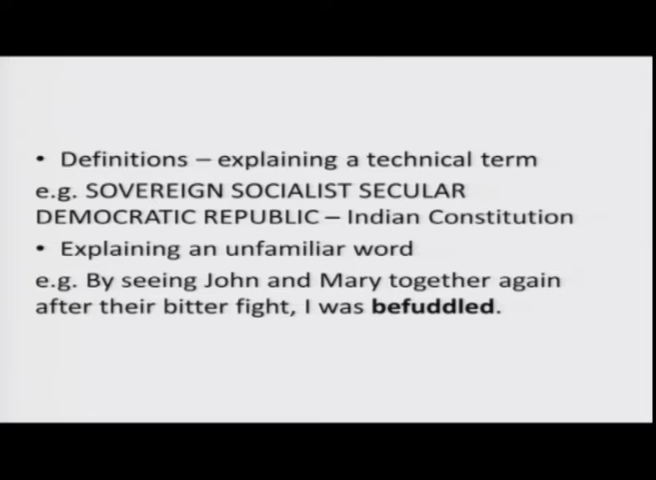 • Definitions – explaining a technical term
e.g. SOVEREIGN SOCIALIST SECULAR
DEMOCRATIC REPUBLIC – Indian Constitution
• Explaining an unfamiliar word
e.g. By seeing John and Mary together again
after their bitter fight, I was befuddled.